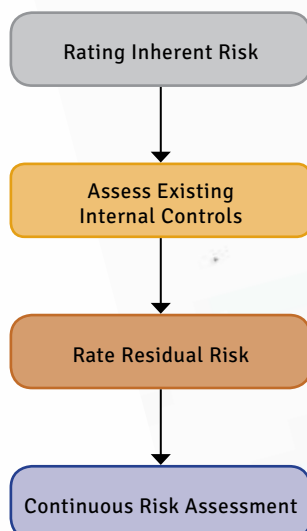 Rating Inherent Risk
Assess Existing
Internal Controls
Rate Residual Risk
Continuous Risk Assessment